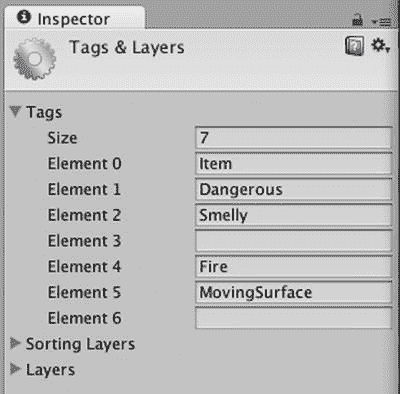 Inspector
Tags & Layers
Tags
Size 7
Element 0 Item
Element 1 Dangerous
Element 2 Smelly
Element 3
Element 4 Fire
Element 5 MovingSurface
Element 6
Sorting Layers
Layers